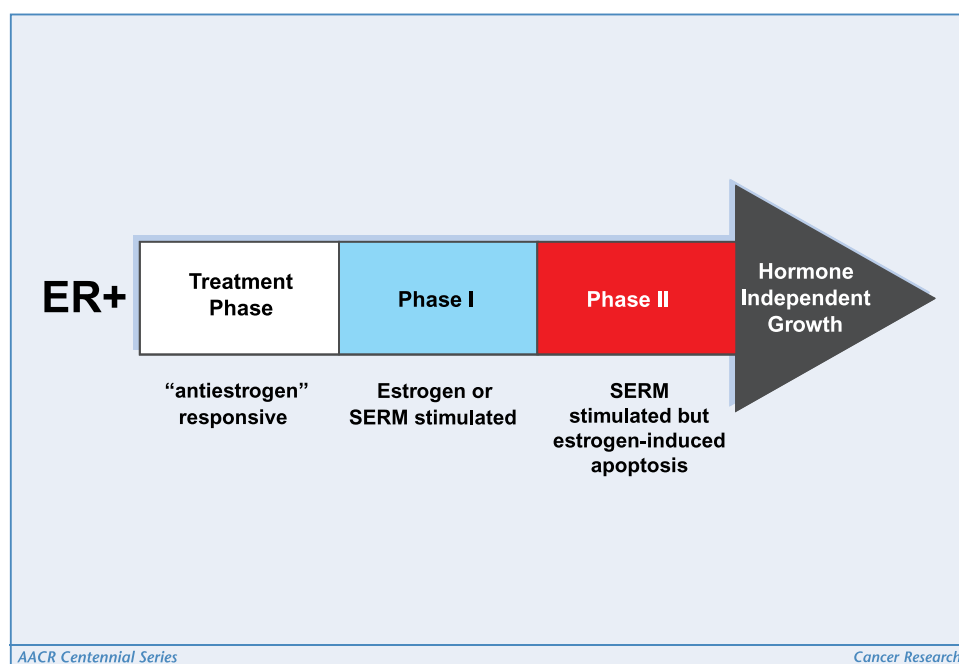 ER+
Treatment
Phase
Phase I
Phase II
Hormone
Independent
Growth
“antiestrogen”
responsive
Estrogen or
SERM stimulated
SERM
stimulated but
estrogen-induced
apoptosis
AACR Centennial Series
Cancer Research